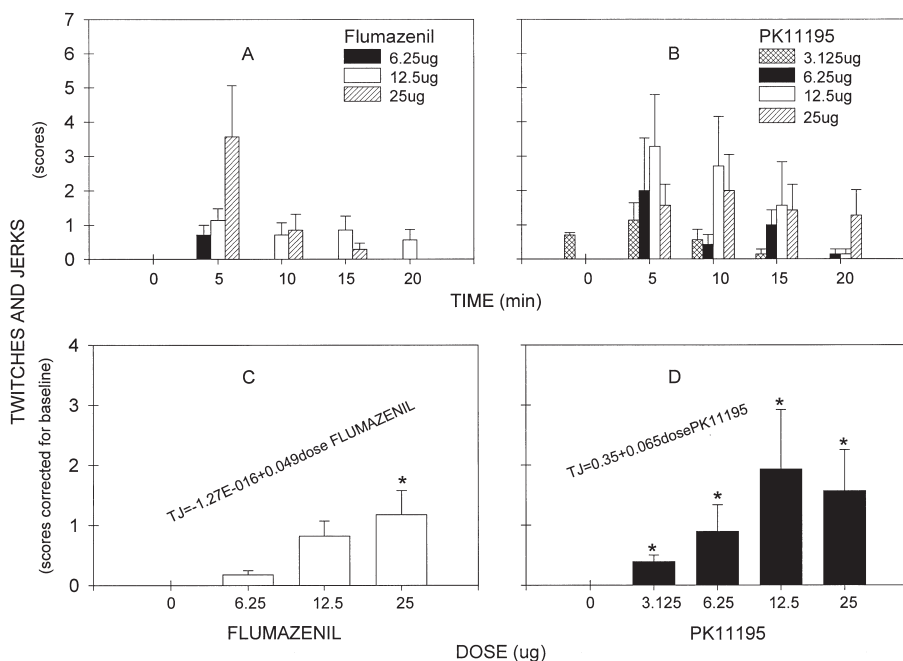 TWITCHES AND JERKS
(scores)
7
6
5
4
3
2
1
0
A
Flumazenil
6.25ug
12.5ug
25ug
0 5 10 15 20
B
PK11195
3.125ug
6.25ug
12.5ug
25ug
0 5 10 15 20
TIME (min)
(scores corrected for baseline)
4
3
2
1
0
C
TJ=-1.27E-016+0.049dose FLUMAZENIL
*
0 6.25 12.5 25
FLUMAZENIL
D
TJ=0.35+0.065dosePK11195
* * * *
0 3.125 6.25 12.5 25
PK11195
DOSE (ug)